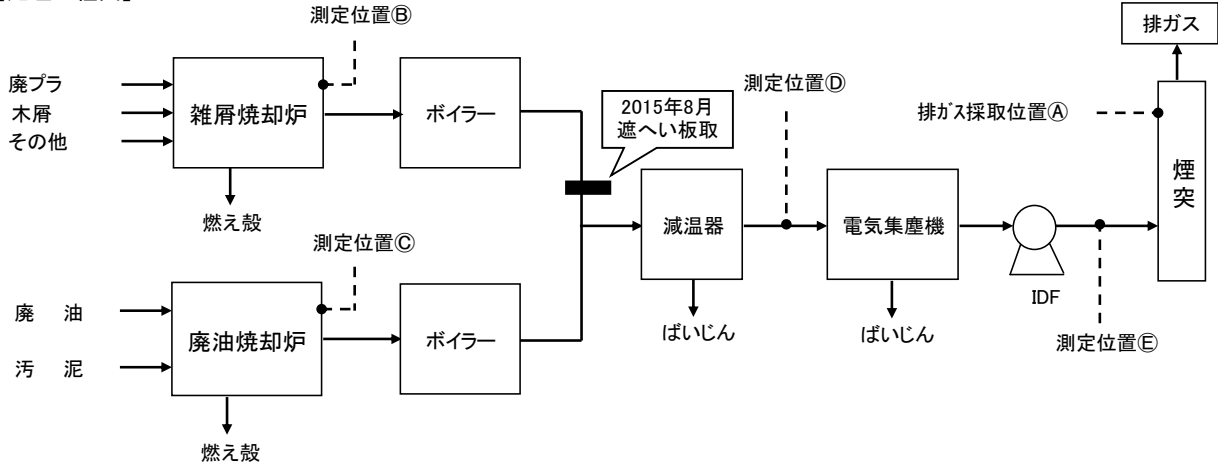 測定位置Ⓑ
排ガス
廃プラ
木屑
その他
雑屑焼却炉
ボイラー
2015年8月
遮へい板取
測定位置Ⓓ
排ガス採取位置Ⓐ
煙突
燃え殻
測定位置Ⓒ
減温器
電気集塵機
IDF
廃 油
汚 泥
廃油焼却炉
ボイラー
ばいじん
ばいじん
測定位置Ⓔ
燃え殻